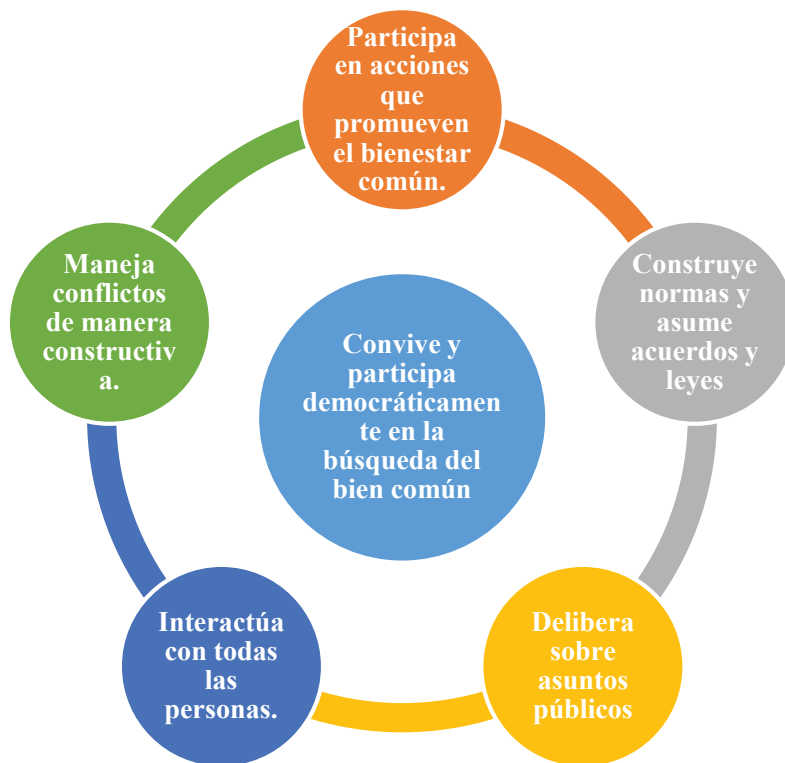 Participa
en acciones
que
promueven
el bienestar
común.
Construye
normas y
asume
acuerdos y
leyes
Delibera
sobre
asuntos
públicos
Interactúa
con todas
las
personas.
Maneja
conflictos
de manera
constructiv
a.
Convive y
participa
democráticamen
te en la
búsqueda del
bien común